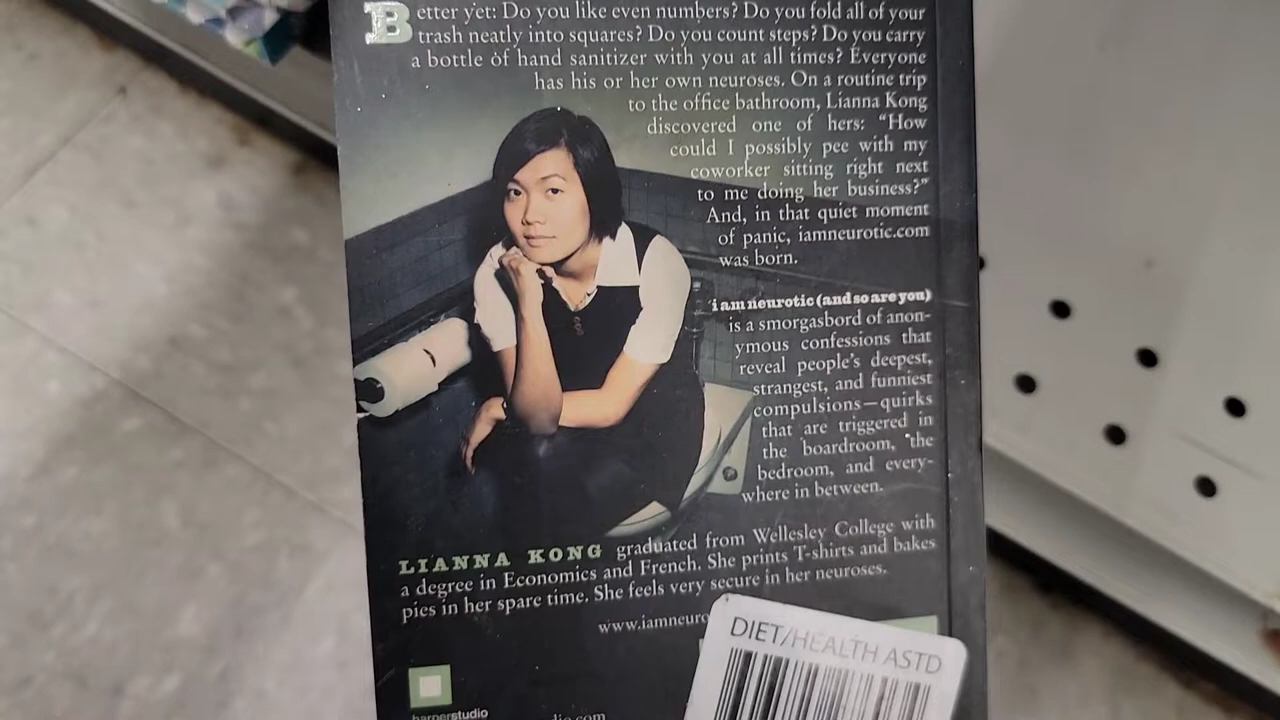 Better yet: Do you like even numbers? Do you fold all of your
trash neatly into squares? Do you count steps? Do you carry
a bottle of hand sanitizer with you at all times? Everyone
has his or her own neuroses. On a routine trip
to the office bathroom, Lianna Kong
discovered one of hers: “How
could I possibly pee with my
coworker sitting right next
to me doing her business?”
And, in that quiet moment
of panic, iamneurotic.com
was born.
i am neurotic (and so are you)
is a smorgasbord of anon-
ymous confessions that
reveal people’s deepest,
strangest, and funniest
compulsions—quirks
that are triggered in
the boardroom, the
bedroom, and every-
where in between.
LIANNA KONG graduated from Wellesley College with
a degree in Economics and French. She prints T-shirts and bakes
pies in her spare time. She feels very secure in her neuroses.
www.iamneuro
DIET/HEALTH ASTD
harperstudio
dio.com